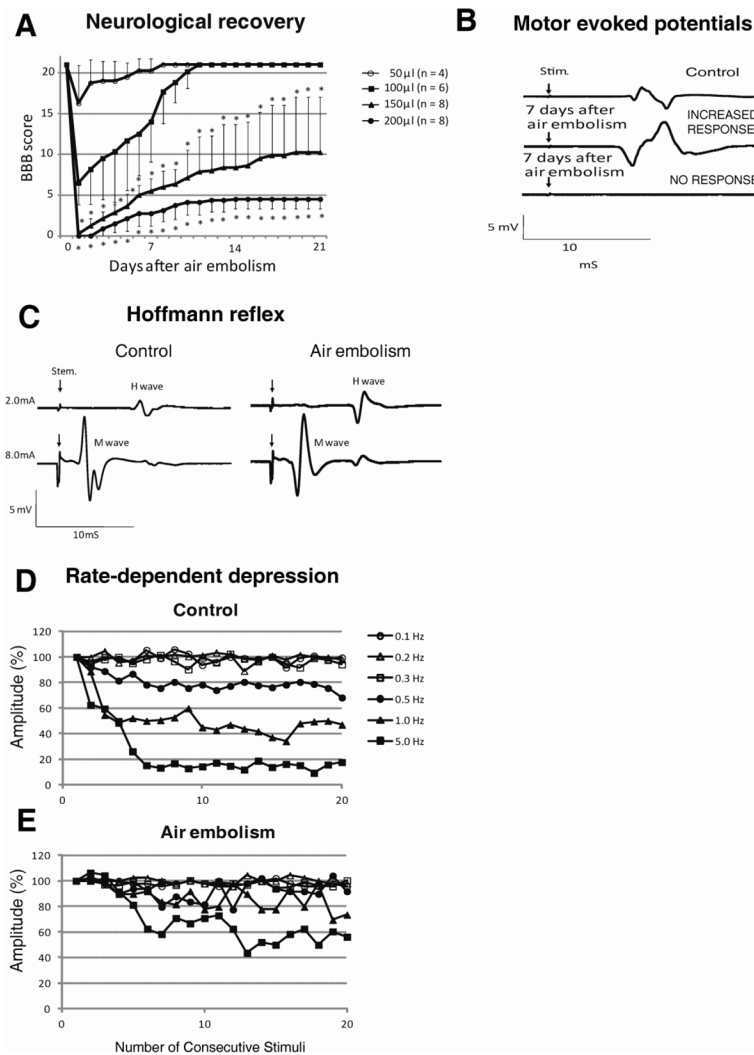 A
Neurological recovery
BBB score
20
15
10
5
0
0
7
14
21
Days after air embolism
50 µl (n = 4)
100µl (n = 6)
150µl (n = 8)
200µl (n = 8)
B
Motor evoked potentials
Stim.
Control
7 days after
air embolism
INCREASED
RESPONSE
7 days after
air embolism
NO RESPONSE
5 mV
10
mS
C
Hoffmann reflex
Control
Air embolism
Stem.
H wave
H wave
2.0mA
M wave
M wave
8.0mA
5 mV
10mS
D
Rate-dependent depression
Control
Amplitude (%)
120
100
80
60
40
20
0
0
10
20
0.1 Hz
0.2 Hz
0.3 Hz
0.5 Hz
1.0 Hz
5.0 Hz
E
Air embolism
Amplitude (%)
120
100
80
60
40
20
0
0
10
20
Number of Consecutive Stimuli